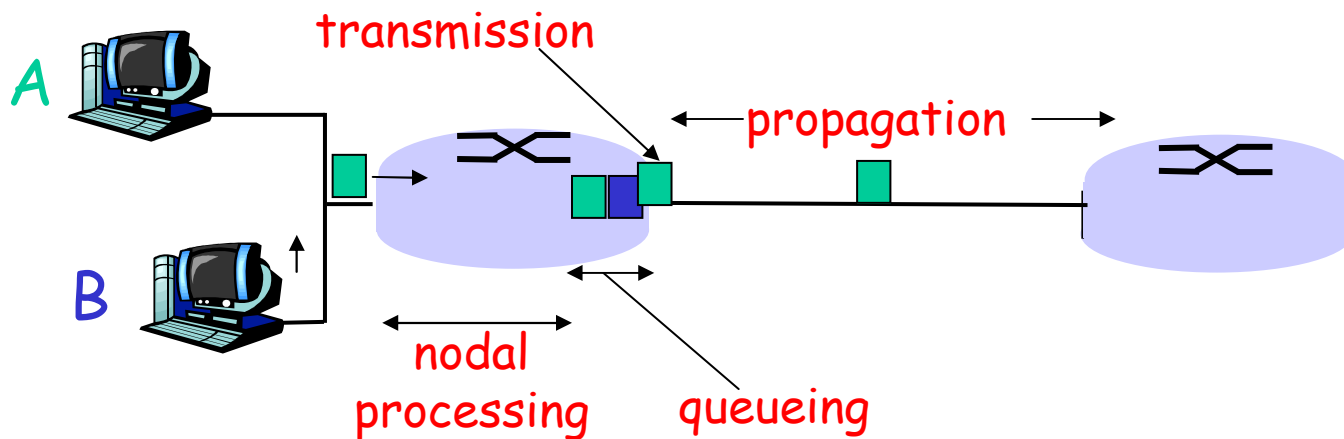 transmission
A
propagation
B
nodal
processing
queueing